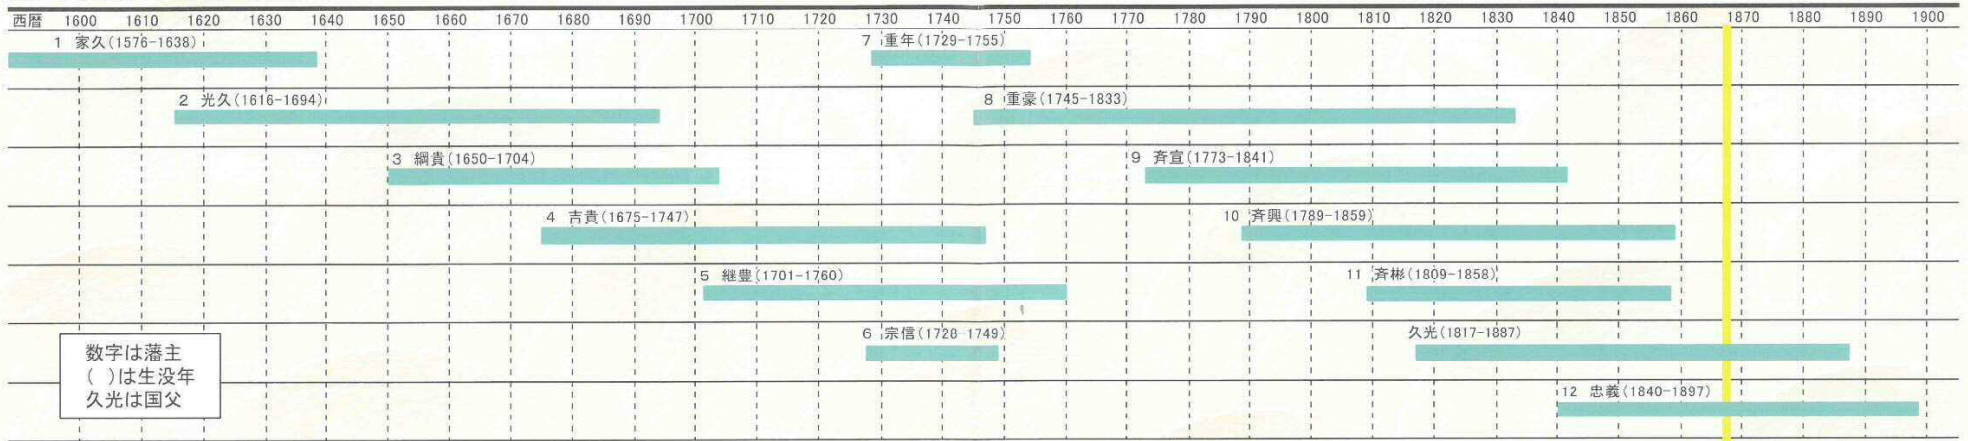 西暦 1600 1610 1620 1630 1640 1650 1660 1670 1680 1690 1700 1710 1720 1730 1740 1750 1760 1770 1780 1790 1800 1810 1820 1830 1840 1850 1860 1870 1880 1890 1900
1 家久(1576-1638)
7 重年(1729-1755)
2 光久(1616-1694)
8 重豪(1745-1833)
3 綱貴(1650-1704)
9 斉宣(1773-1841)
4 吉貴(1675-1747)
10 斉興(1789-1859)
5 継豊(1701-1760)
11 斉彬(1809-1858)
6 宗信(1728-1749)
久光(1817-1887)
12 忠義(1840-1897)
数字は藩主
( )は生没年
久光は国父